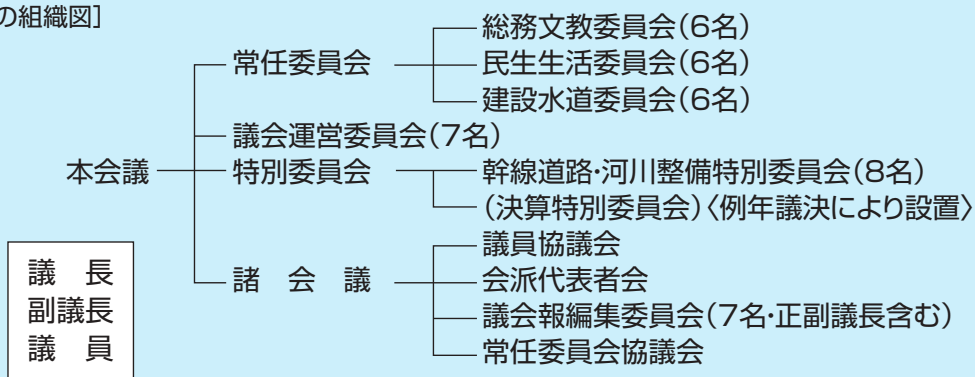 の組織図]
総務文教委員会(6名)
常任委員会
民生生活委員会(6名)
建設水道委員会(6名)
議会運営委員会(7名)
本会議
特別委員会
幹線道路・河川整備特別委員会(8名)
(決算特別委員会)〈例年議決により設置〉
議員協議会
諸 会 議
会派代表者会
議会報編集委員会(7名・正副議長含む)
常任委員会協議会
議 長
副議長
議 員